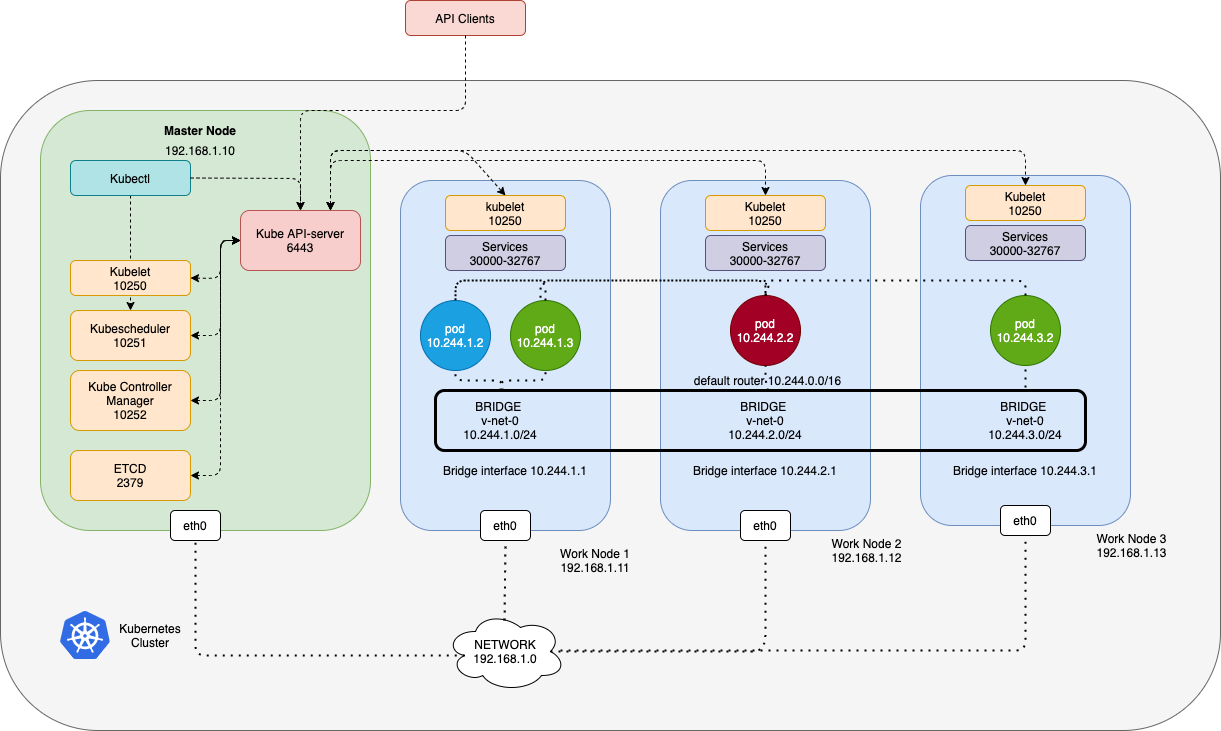 API Clients
Master Node
192.168.1.10
Kubectl
Kube API-server
6443
Kubelet
10250
Kubescheduler
10251
Kube Controller
Manager
10252
ETCD
2379
eth0
kubelet
10250
Services
30000-32767
pod
10.244.1.2
pod
10.244.1.3
BRIDGE
v-net-0
10.244.1.0/24
Bridge interface 10.244.1.1
eth0
Work Node 1
192.168.1.11
Kubelet
10250
Services
30000-32767
pod
10.244.2.2
default router 10.244.0.0/16
BRIDGE
v-net-0
10.244.2.0/24
Bridge interface 10.244.2.1
eth0
Work Node 2
192.168.1.12
Kubelet
10250
Services
30000-32767
pod
10.244.3.2
BRIDGE
v-net-0
10.244.3.0/24
Bridge interface 10.244.3.1
eth0
Work Node 3
192.168.1.13
Kubernetes
Cluster
NETWORK
192.168.1.0